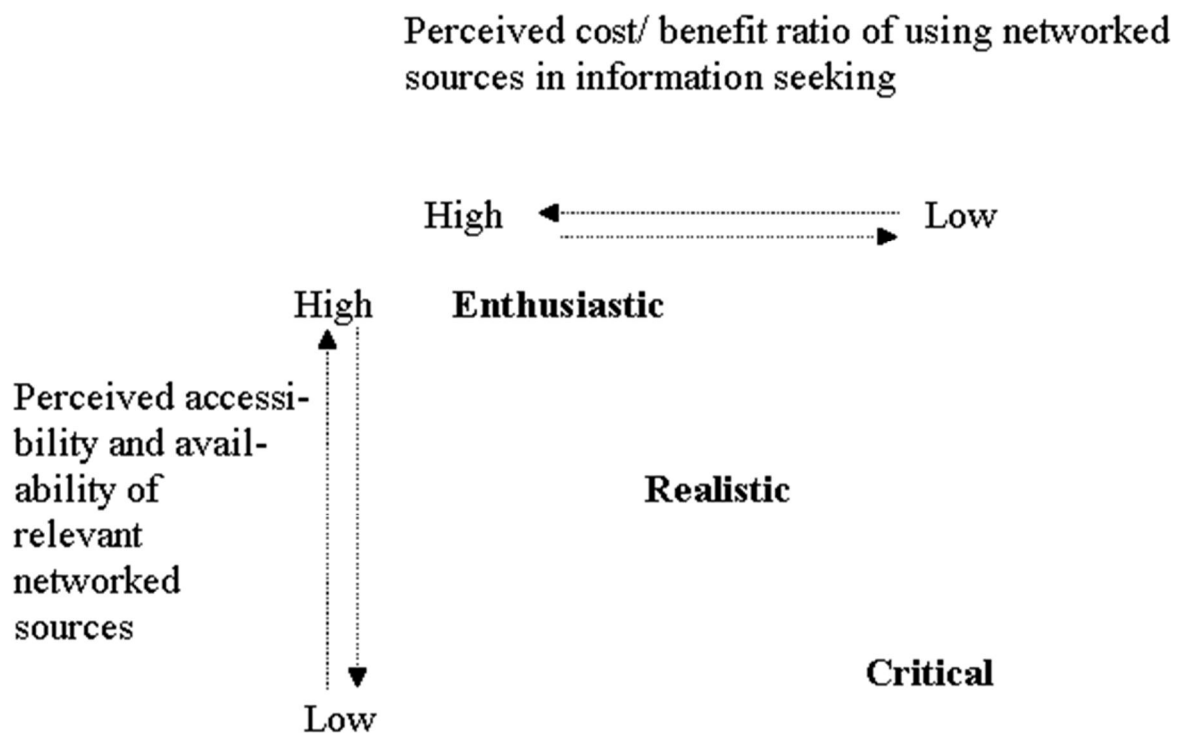 Perceived cost/ benefit ratio of using networked
sources in information seeking
High
Low
High
Enthusiastic
Perceived accessi-
bility and avail-
ability of
relevant
networked
sources
Realistic
Critical
Low